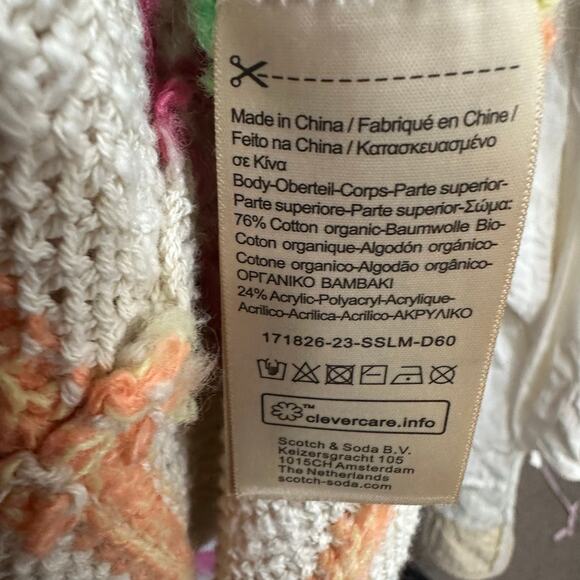 Made in China / Fabriqué en Chine /
Feito na China / Κατασκευασμένο
σε Κίνα
Body-Oberteil-Corps-Parte superior-
Parte superiore-Parte superior-Σώμα:
76% Cotton organic-Baumwolle Bio-
Coton organique-Algodón orgánico-
Cotone organico-Algodão orgânico-
ΟΡΓΑΝΙΚΟ ΒΑΜΒΑΚΙ
24% Acrylic-Polyacryl-Acrylique-
Acrilico-Acrílica-Acrílico-ΑΚΡΥΛΙΚΟ
171826-23-SSLM-D60
™
clevercare.info
Scotch & Soda B.V.
Keizersgracht 105
1015CH Amsterdam
The Netherlands
scotch-soda.com